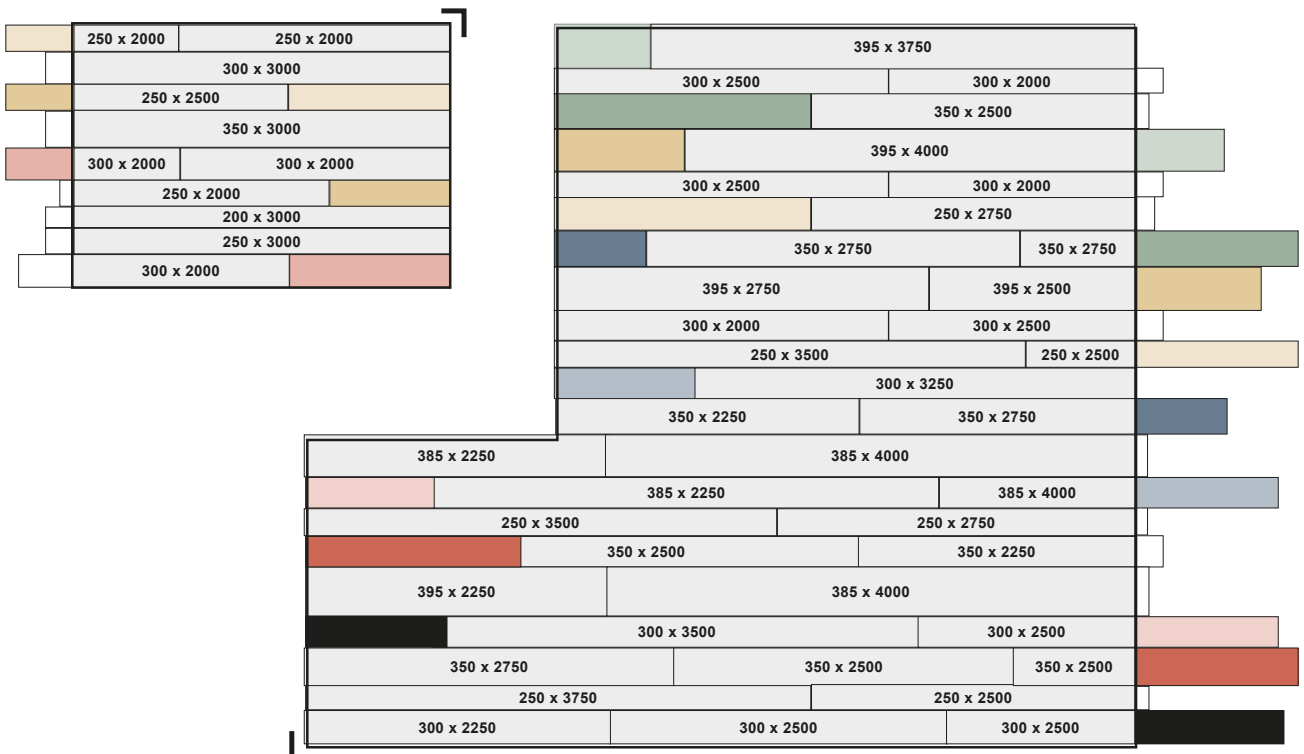 250 x 2000 250 x 2000
300 x 3000
250 x 2500
350 x 3000
300 x 2000 300 x 2000
250 x 2000
200 x 3000
250 x 3000
300 x 2000
395 x 3750
300 x 2500 300 x 2000
350 x 2500
395 x 4000
300 x 2500 300 x 2000
250 x 2750
350 x 2750 350 x 2750
395 x 2750 395 x 2500
300 x 2000 300 x 2500
250 x 3500 250 x 2500
300 x 3250
350 x 2250 350 x 2750
385 x 2250 385 x 4000
385 x 2250 385 x 4000
250 x 3500 250 x 2750
350 x 2500 350 x 2250
395 x 2250 385 x 4000
300 x 3500 300 x 2500
350 x 2750 350 x 2500 350 x 2500
250 x 3750 250 x 2500
300 x 2250 300 x 2500 300 x 2500